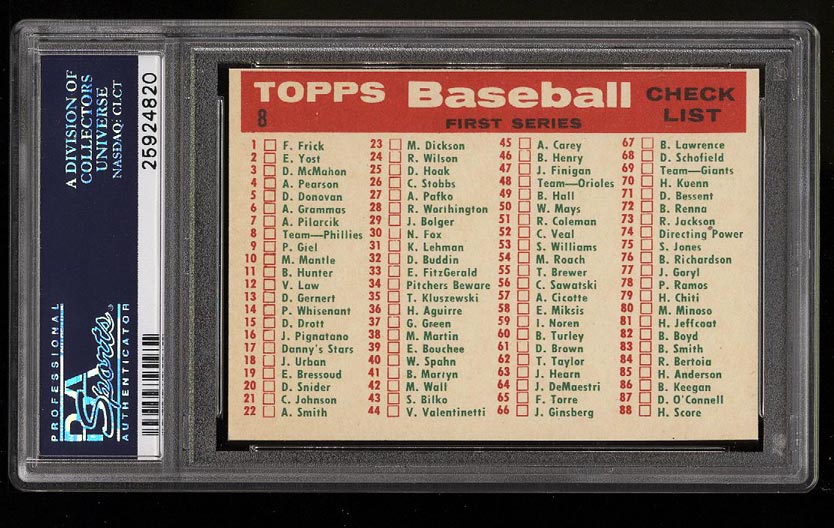 A DIVISION OF
COLLECTORS
UNIVERSE
NASDAQ: CLCT
25924820
PROFESSIONAL
PSA
Sports
AUTHENTICATOR
TOPPS Baseball CHECK LIST
8 FIRST SERIES
1 F. Frick
2 E. Yost
3 D. McMahon
4 A. Pearson
5 D. Donovan
6 A. Grammas
7 A. Pilarcik
8 Team—Phillies
9 P. Giel
10 M. Mantle
11 B. Hunter
12 V. Law
13 D. Gernert
14 P. Whisenant
15 D. Drott
16 J. Pignatano
17 Danny's Stars
18 J. Urban
19 E. Bressoud
20 D. Snider
21 C. Johnson
22 A. Smith
23 M. Dickson
24 R. Wilson
25 D. Hoak
26 C. Stobbs
27 A. Pafko
28 R. Worthington
29 J. Bolger
30 N. Fox
31 K. Lehman
32 D. Buddin
33 E. FitzGerald
34 Pitchers Beware
35 T. Kluszewski
36 H. Aguirre
37 G. Green
38 M. Martin
39 E. Bouchee
40 W. Spahn
41 B. Martyn
42 M. Wall
43 S. Bilko
44 V. Valentinetti
45 A. Carey
46 B. Henry
47 J. Finigan
48 Team—Orioles
49 B. Hall
50 W. Mays
51 R. Coleman
52 C. Veal
53 S. Williams
54 M. Roach
55 T. Brewer
56 C. Sawatski
57 A. Cicotte
58 E. Miksis
59 I. Noren
60 B. Turley
61 D. Brown
62 T. Taylor
63 J. Hearn
64 J. DeMaestri
65 F. Torre
66 J. Ginsberg
67 B. Lawrence
68 D. Schofield
69 Team—Giants
70 H. Kuenn
71 D. Bessent
72 B. Renna
73 R. Jackson
74 Directing Power
75 S. Jones
76 B. Richardson
77 J. Goryl
78 P. Ramos
79 H. Chiti
80 M. Minoso
81 H. Jeffcoat
82 B. Boyd
83 B. Smith
84 R. Bertoia
85 H. Anderson
86 B. Keegan
87 D. O'Connell
88 H. Score